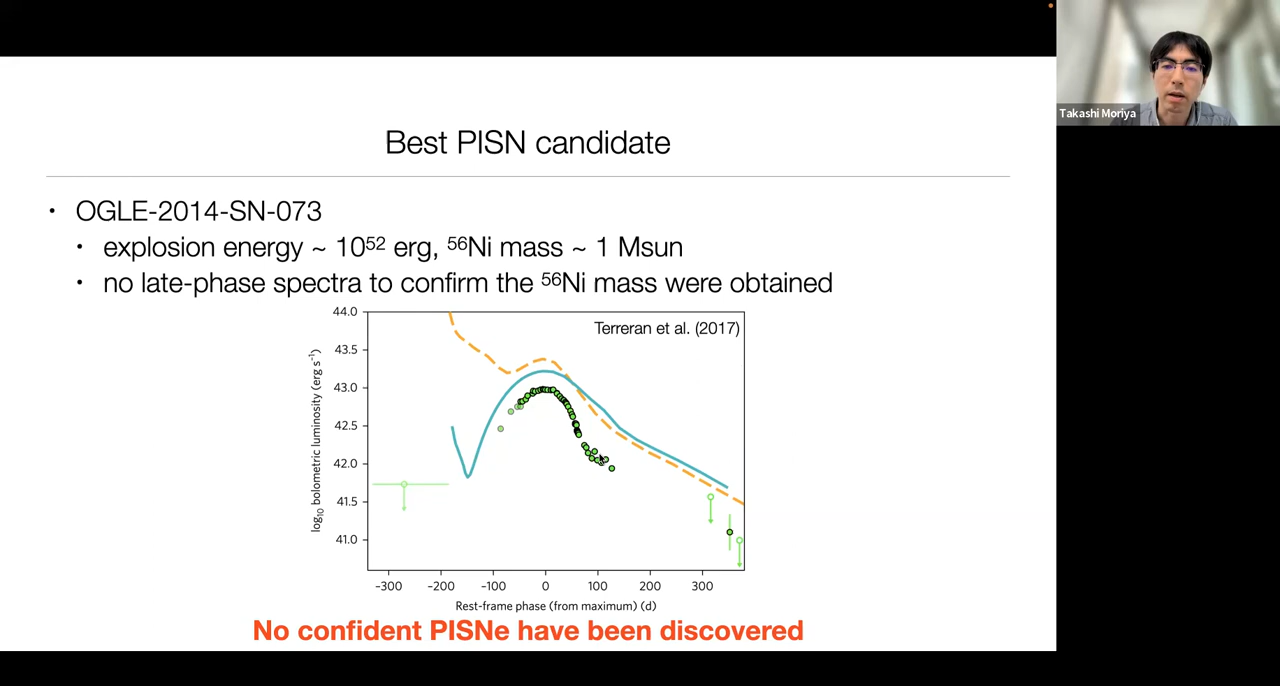 Best PISN candidate
• OGLE-2014-SN-073
• explosion energy ~ 10⁵² erg, ⁵⁶Ni mass ~ 1 Msun
• no late-phase spectra to confirm the ⁵⁶Ni mass were obtained
Terreran et al. (2017)
log₁₀ bolometric luminosity (erg s⁻¹)
44.0
43.5
43.0
42.5
42.0
41.5
41.0
-300 -200 -100 0 100 200 300
Rest-frame phase (from maximum) (d)
No confident PISNe have been discovered
Takashi Moriya